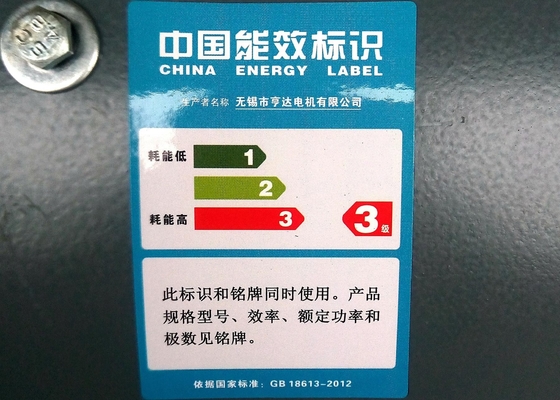 中国能效标识
CHINA ENERGY LABEL
生产者名称 无锡市亨达电机有限公司
耗能低 1
2
耗能高 3 3级
此标识和铭牌同时使用。产品
规格型号、效率、额定功率和
极数见铭牌。
依据国家标准：GB 18613-2012